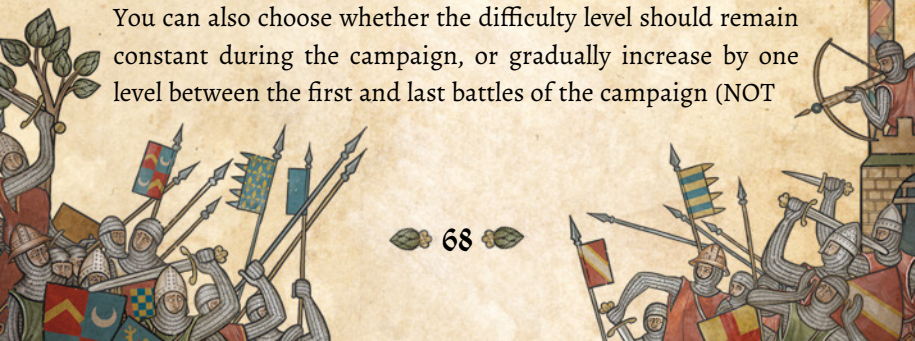 You can also choose whether the difficulty level should remain
constant during the campaign, or gradually increase by one
level between the first and last battles of the campaign (NOT
68